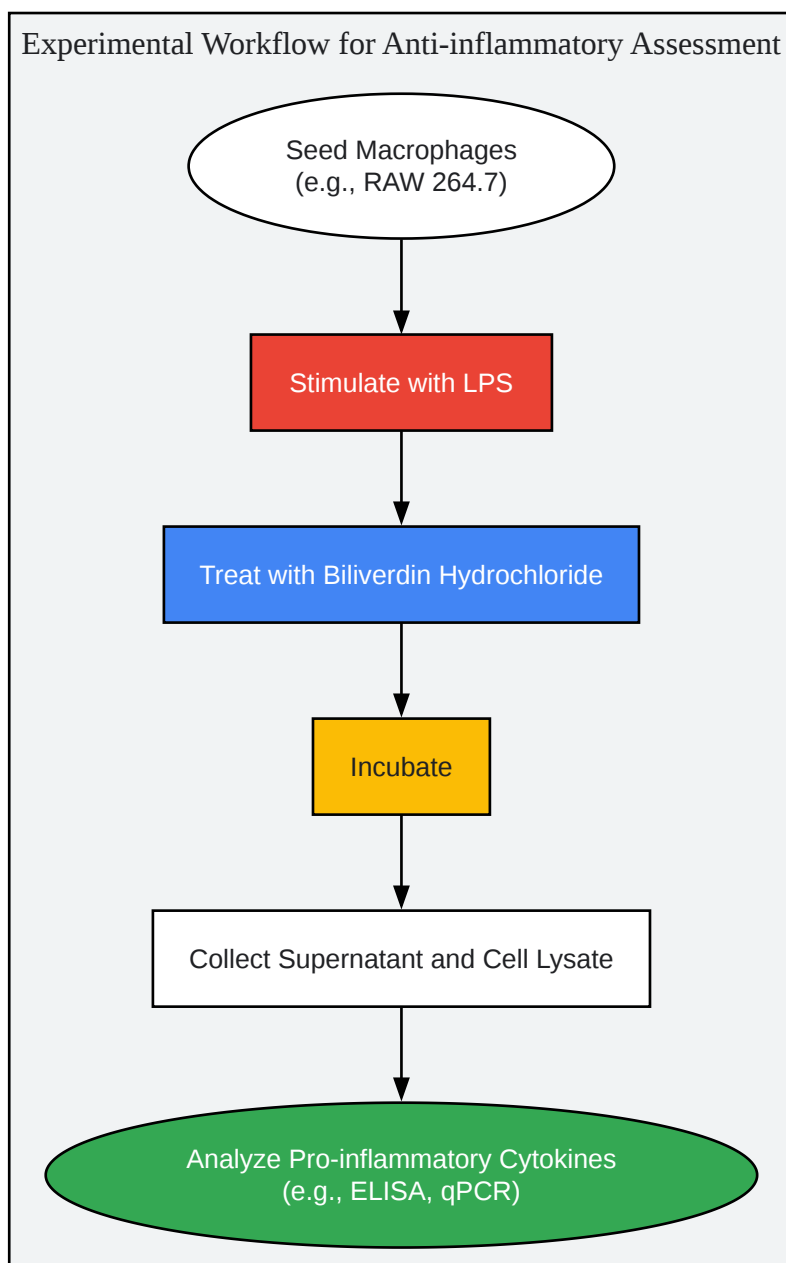 Experimental Workflow for Anti-inflammatory Assessment
Seed Macrophages
(e.g., RAW 264.7)
Stimulate with LPS
Treat with Biliverdin Hydrochloride
Incubate
Collect Supernatant and Cell Lysate
Analyze Pro-inflammatory Cytokines
(e.g., ELISA, qPCR)